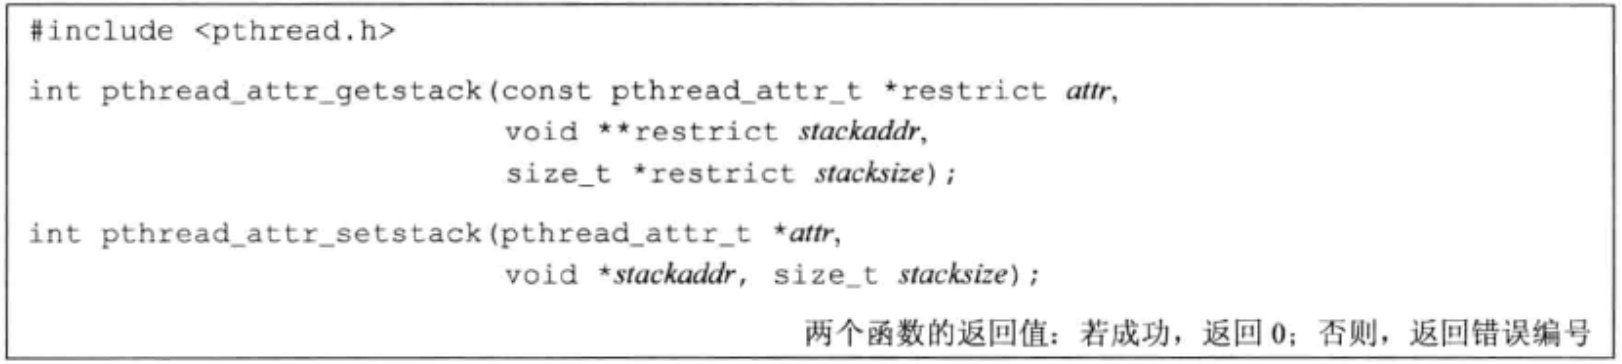 #include <pthread.h>
int pthread_attr_getstack(const pthread_attr_t *restrict attr,
void **restrict stackaddr,
size_t *restrict stacksize);
int pthread_attr_setstack(pthread_attr_t *attr,
void *stackaddr, size_t stacksize);
两个函数的返回值：若成功，返回 0；否则，返回错误编号